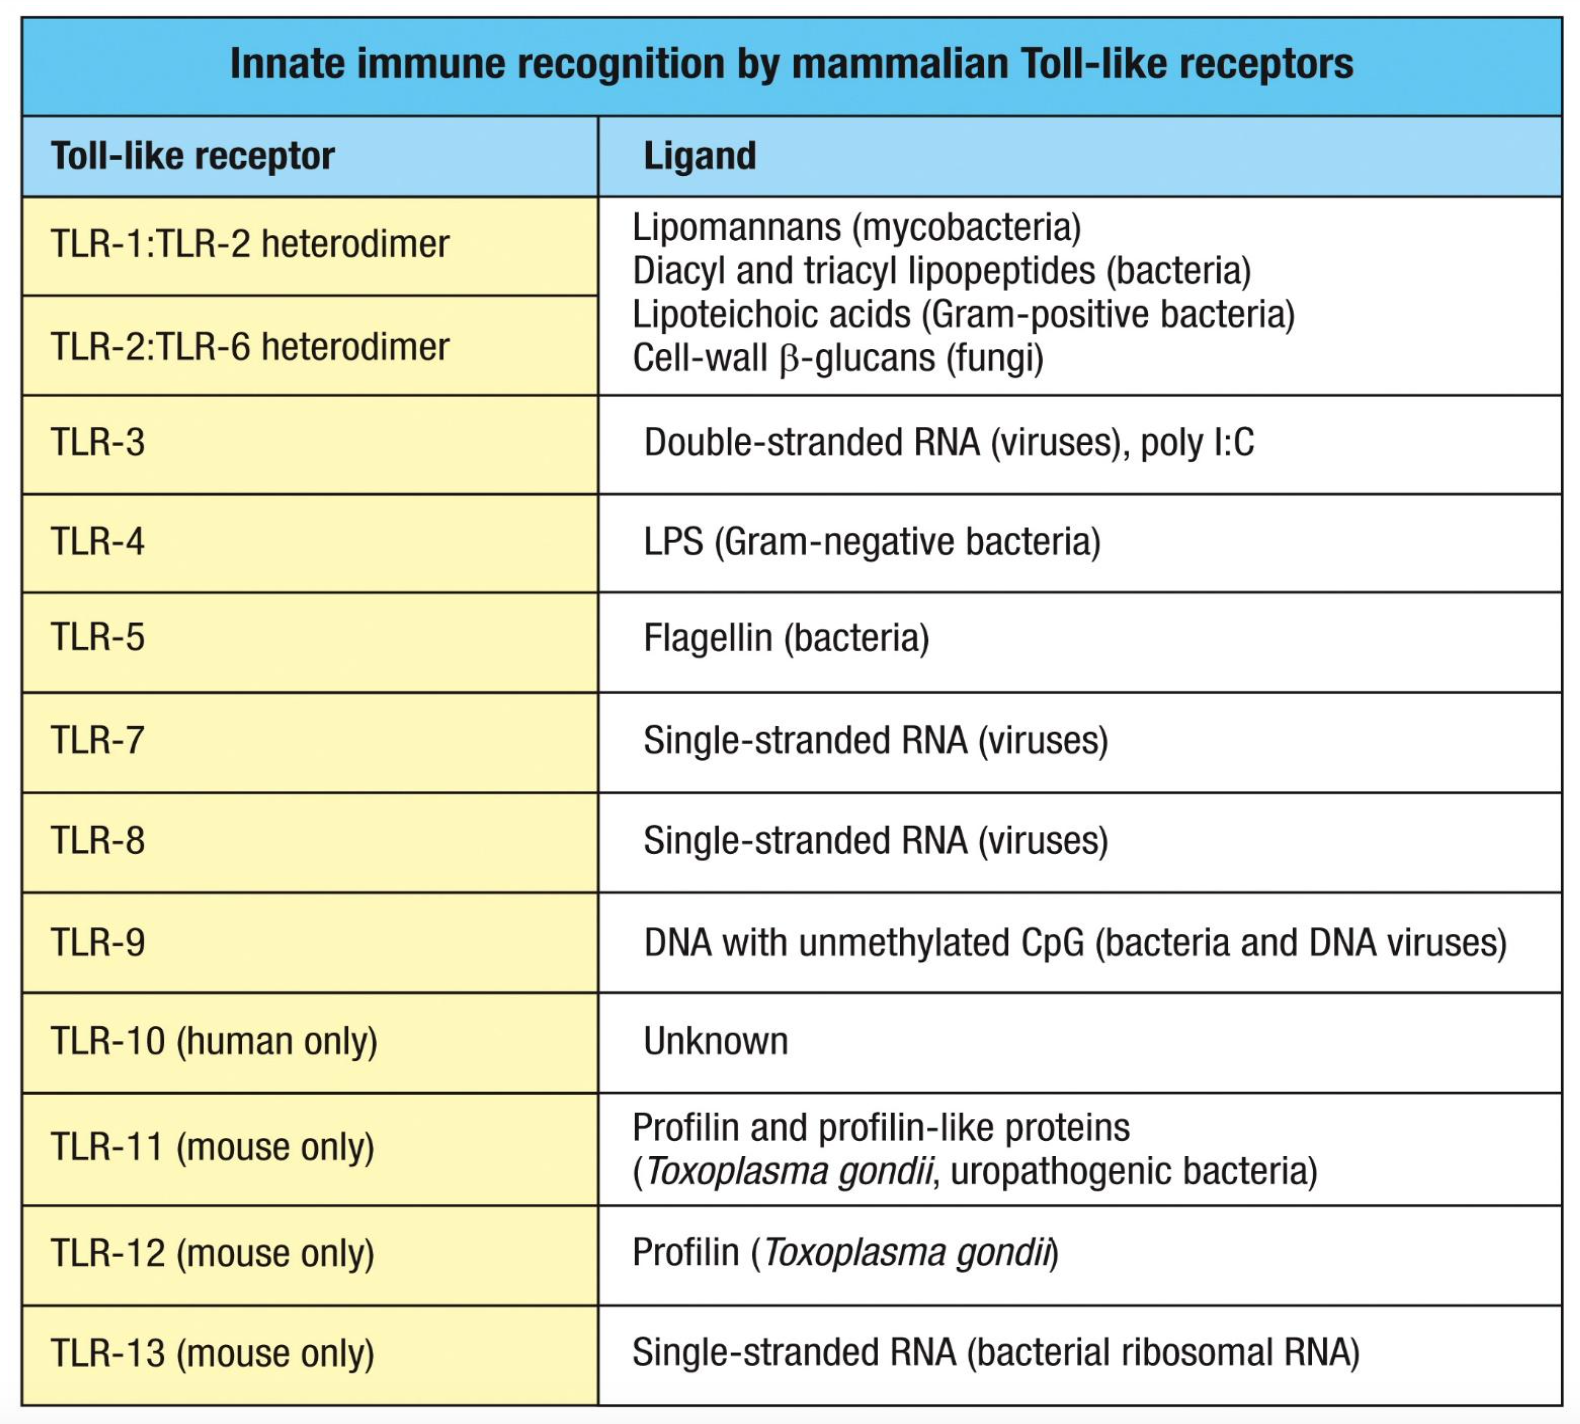 Innate immune recognition by mammalian Toll-like receptors
Toll-like receptor
Ligand
TLR-1:TLR-2 heterodimer
TLR-2:TLR-6 heterodimer
Lipomannans (mycobacteria)
Diacyl and triacyl lipopeptides (bacteria)
Lipoteichoic acids (Gram-positive bacteria)
Cell-wall β-glucans (fungi)
TLR-3
Double-stranded RNA (viruses), poly I:C
TLR-4
LPS (Gram-negative bacteria)
TLR-5
Flagellin (bacteria)
TLR-7
Single-stranded RNA (viruses)
TLR-8
Single-stranded RNA (viruses)
TLR-9
DNA with unmethylated CpG (bacteria and DNA viruses)
TLR-10 (human only)
Unknown
TLR-11 (mouse only)
Profilin and profilin-like proteins
(Toxoplasma gondii, uropathogenic bacteria)
TLR-12 (mouse only)
Profilin (Toxoplasma gondii)
TLR-13 (mouse only)
Single-stranded RNA (bacterial ribosomal RNA)